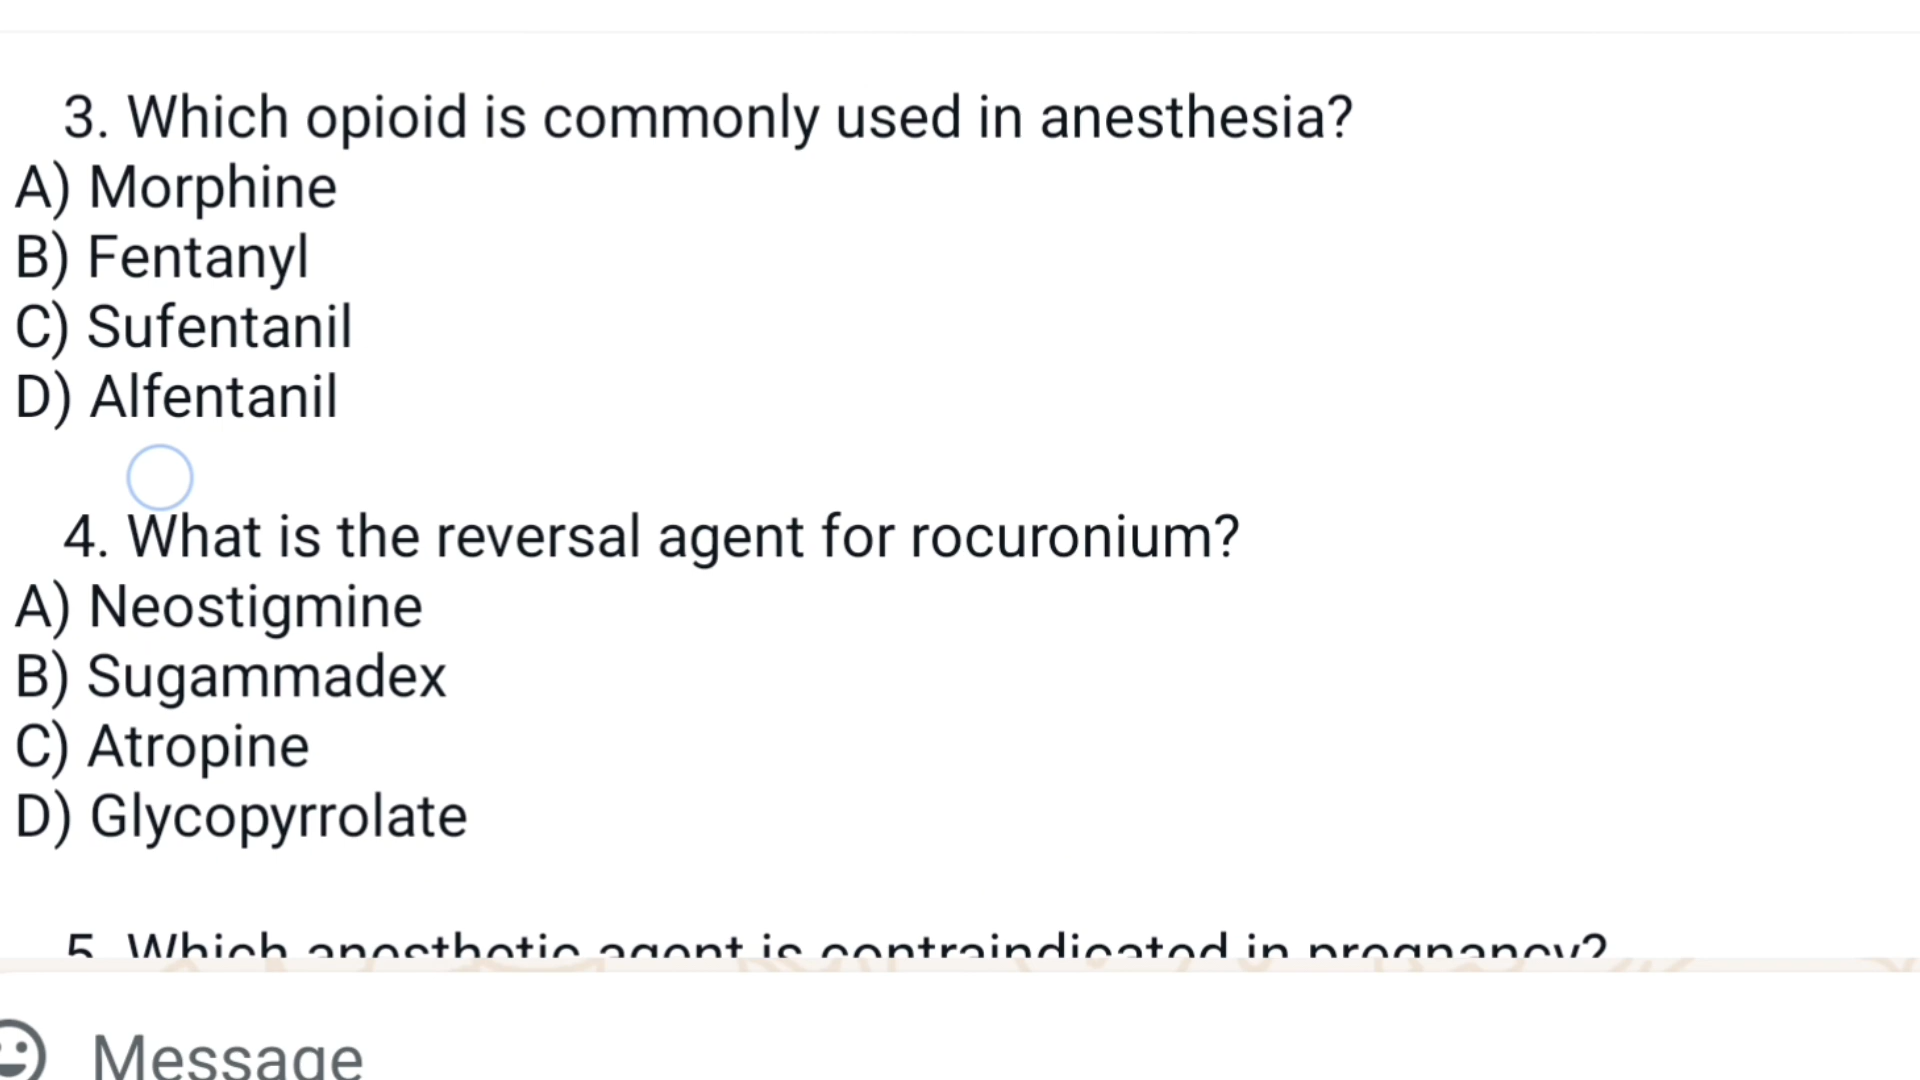 3. Which opioid is commonly used in anesthesia?
A) Morphine
B) Fentanyl
C) Sufentanil
D) Alfentanil
4. What is the reversal agent for rocuronium?
A) Neostigmine
B) Sugammadex
C) Atropine
D) Glycopyrrolate
5. Which anesthetic agent is contraindicated in pregnancy?
Message